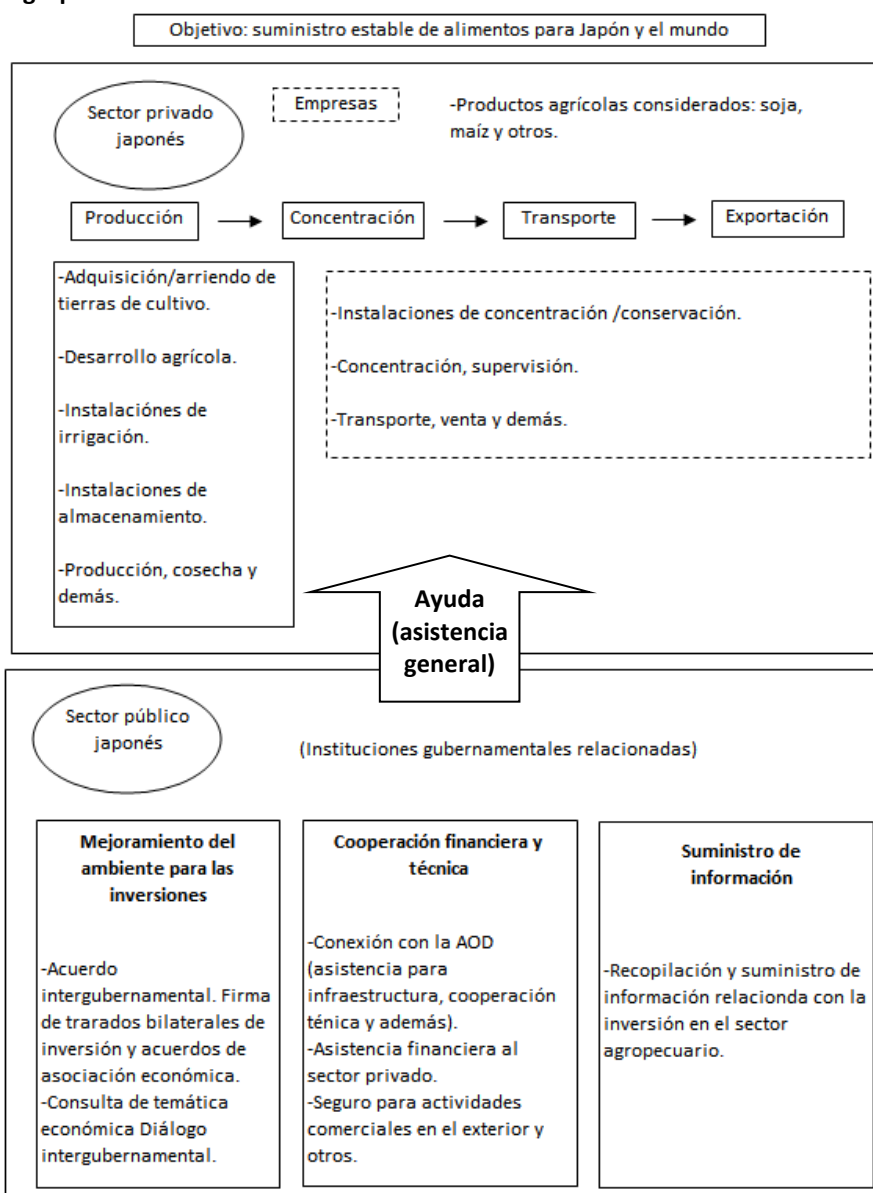 Objetivo: suministro estable de alimentos para Japón y el mundo
Sector privado
japonés
Empresas
-Productos agrícolas considerados: soja,
maíz y otros.
Producción
Concentración
Transporte
Exportación
-Adquisición/arriendo de
tierras de cultivo.
-Desarrollo agrícola.
-Instalaciónes de
irrigación.
-Instalaciones de
almacenamiento.
-Producción, cosecha y
demás.
-Instalaciones de concentración /conservación.
-Concentración, supervisión.
-Transporte, venta y demás.
Ayuda
(asistencia
general)
Sector público
japonés
(Instituciones gubernamentales relacionadas)
Mejoramiento del
ambiente para las
inversiones
-Acuerdo
intergubernamental. Firma
de trarados bilaterales de
inversión y acuerdos de
asociación económica.
-Consulta de temática
económica Diálogo
intergubernamental.
Cooperación financiera y
técnica
-Conexión con la AOD
(asistencia para
infraestructura, cooperación
ténica y además).
-Asistencia financiera al
sector privado.
-Seguro para actividades
comerciales en el exterior y
otros.
Suministro de
información
-Recopilación y suministro de
información relacionda con la
inversión en el sector
agropecuario.